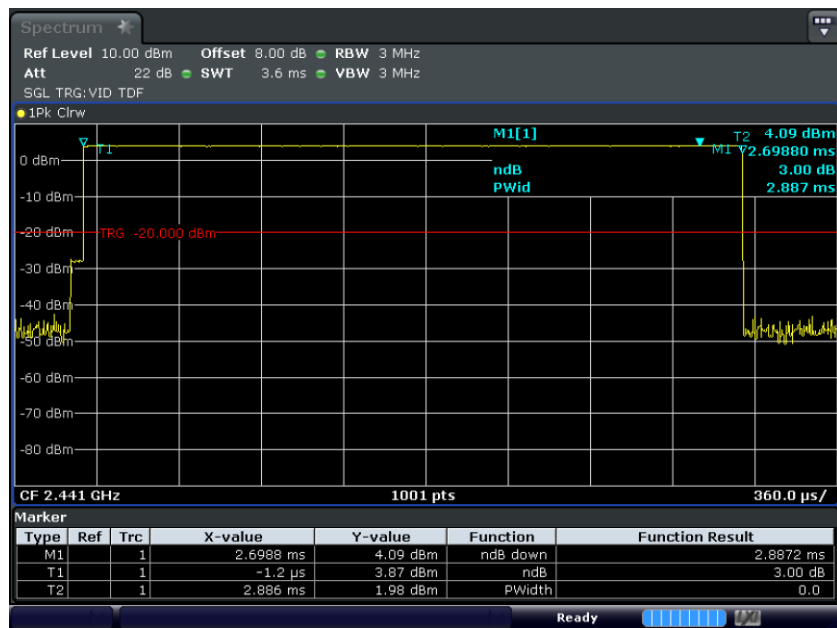 Spectrum
Ref Level 10.00 dBm Offset 8.00 dB RBW 3 MHz
Att 22 dB SWT 3.6 ms VBW 3 MHz
SGL TRG:VID TDF
1Pk Clrw
M1[1] 4.09 dBm
2.69880 ms
ndB 3.00 dB
PWid 2.887 ms
T1
M1
T2
0 dBm
-10 dBm
-20 dBm
TRG -20.000 dBm
-30 dBm
-40 dBm
-50 dBm
-60 dBm
-70 dBm
-80 dBm
CF 2.441 GHz 1001 pts 360.0 µs/
Marker
Type Ref Trc X-value Y-value Function Function Result
M1 1 2.6988 ms 4.09 dBm ndB down 2.8872 ms
T1 1 -1.2 µs 3.87 dBm ndB 3.00 dB
T2 1 2.886 ms 1.98 dBm PWidth 0.0
Ready